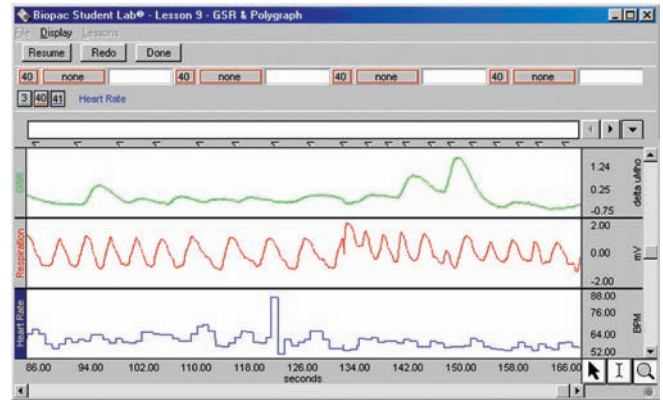 Biopac Student Lab® - Lesson 9 - GSR & Polygraph
File Display Lessons
Resume Redo Done
40 none 40 none 40 none 40 none
3 40 41 Heart Rate
GSR
1.24
0.25
-0.75
delta uMho
Respiration
2.00
0.00
-2.00
mV
Heart Rate
88.00
76.00
64.00
52.00
BPM
86.00 94.00 102.00 110.00 118.00 126.00 134.00 142.00 150.00 158.00 166.00
seconds